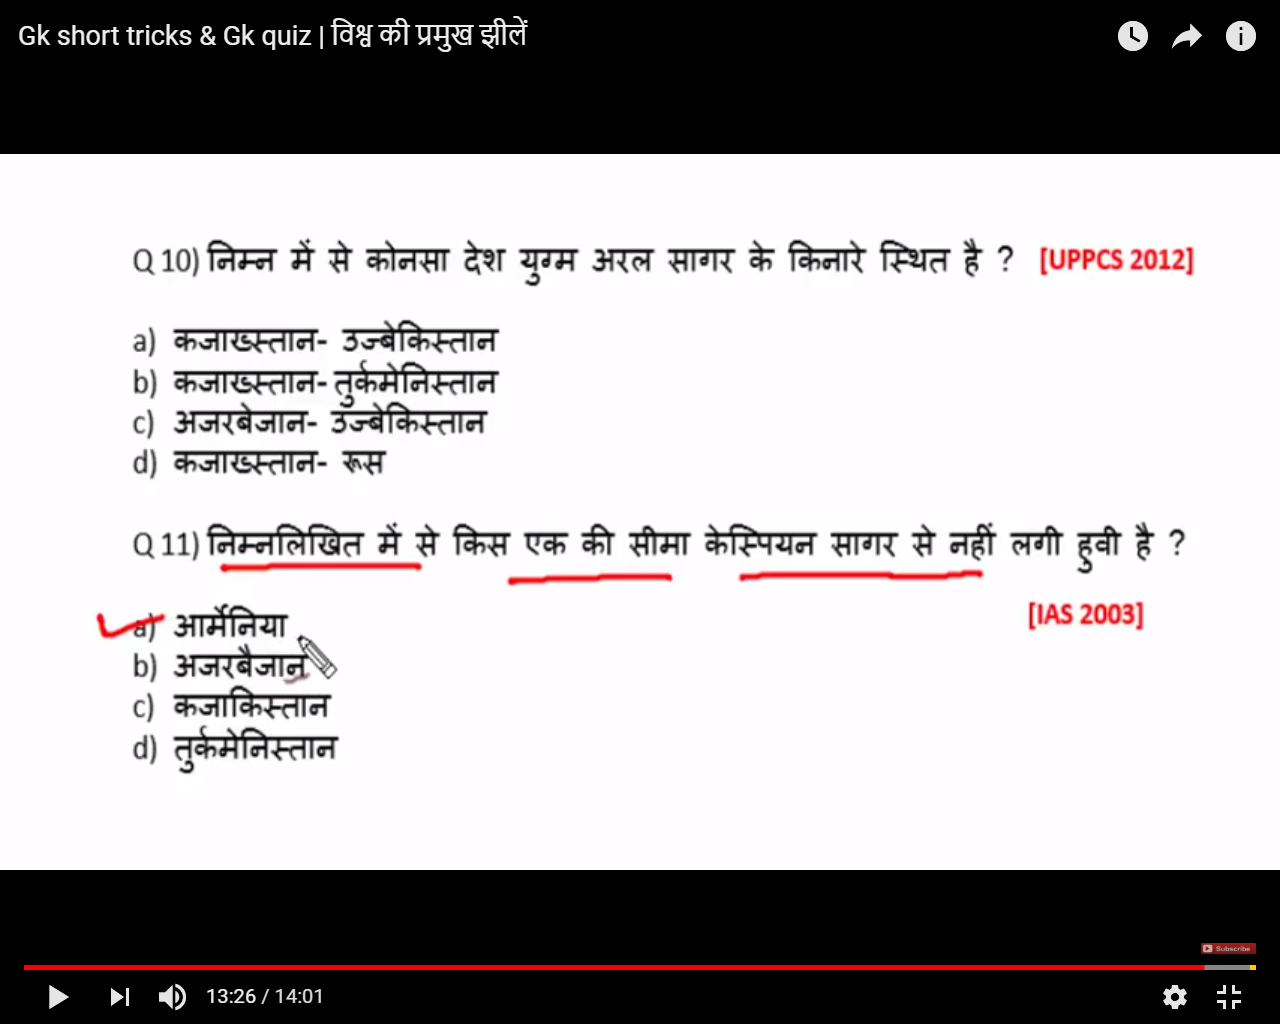 Gk short tricks & Gk quiz | विश्व की प्रमुख झीलें
Q 10) निम्न में से कोनसा देश युग्म अरल सागर के किनारे स्थित है ? [UPPCS 2012]
a) कजाख्स्तान- उज्बेकिस्तान
b) कजाख्स्तान- तुर्कमेनिस्तान
c) अजरबेजान- उज्बेकिस्तान
d) कजाख्स्तान- रूस
Q 11) निम्नलिखित में से किस एक की सीमा केस्पियन सागर से नहीं लगी हुवी है ?
[IAS 2003]
a) आर्मेनिया
b) अजरबैजान
c) कजाकिस्तान
d) तुर्कमेनिस्तान
Subscribe
13:26 / 14:01